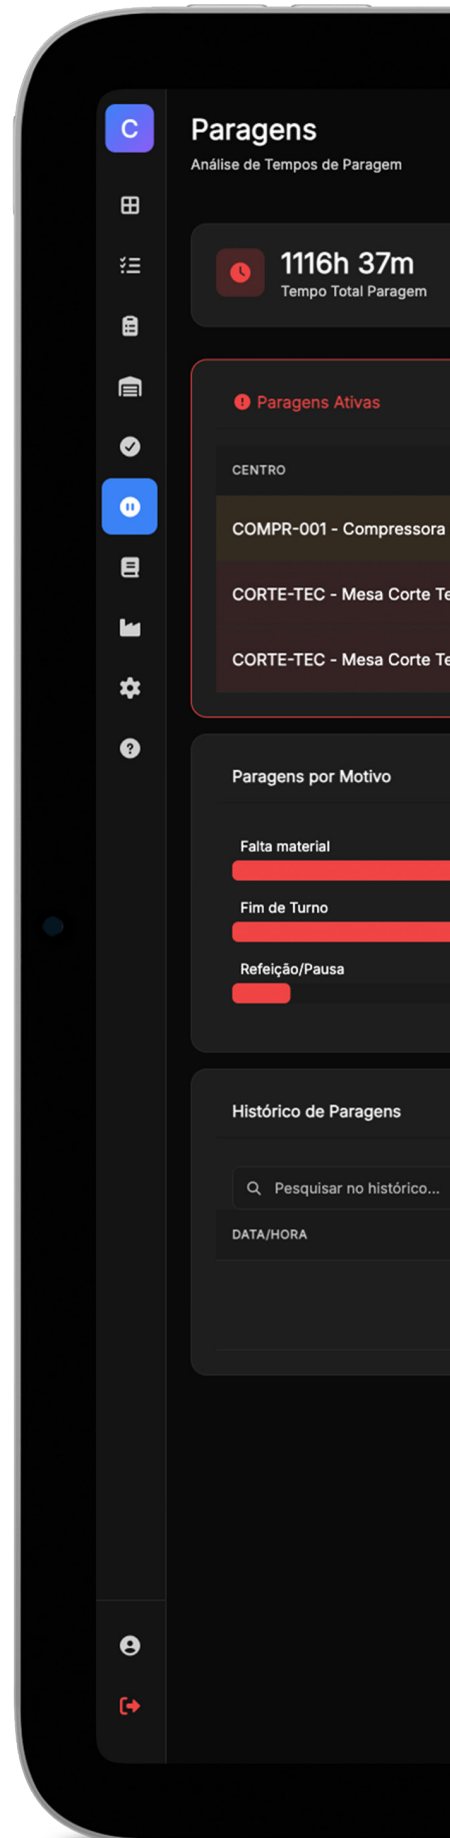 C
Paragens
Análise de Tempos de Paragem
1116h 37m
Tempo Total Paragem
Paragens Ativas
CENTRO
COMPR-001 - Compressora
CORTE-TEC - Mesa Corte Te
CORTE-TEC - Mesa Corte Te
Paragens por Motivo
Falta material
Fim de Turno
Refeição/Pausa
Histórico de Paragens
Pesquisar no histórico...
DATA/HORA